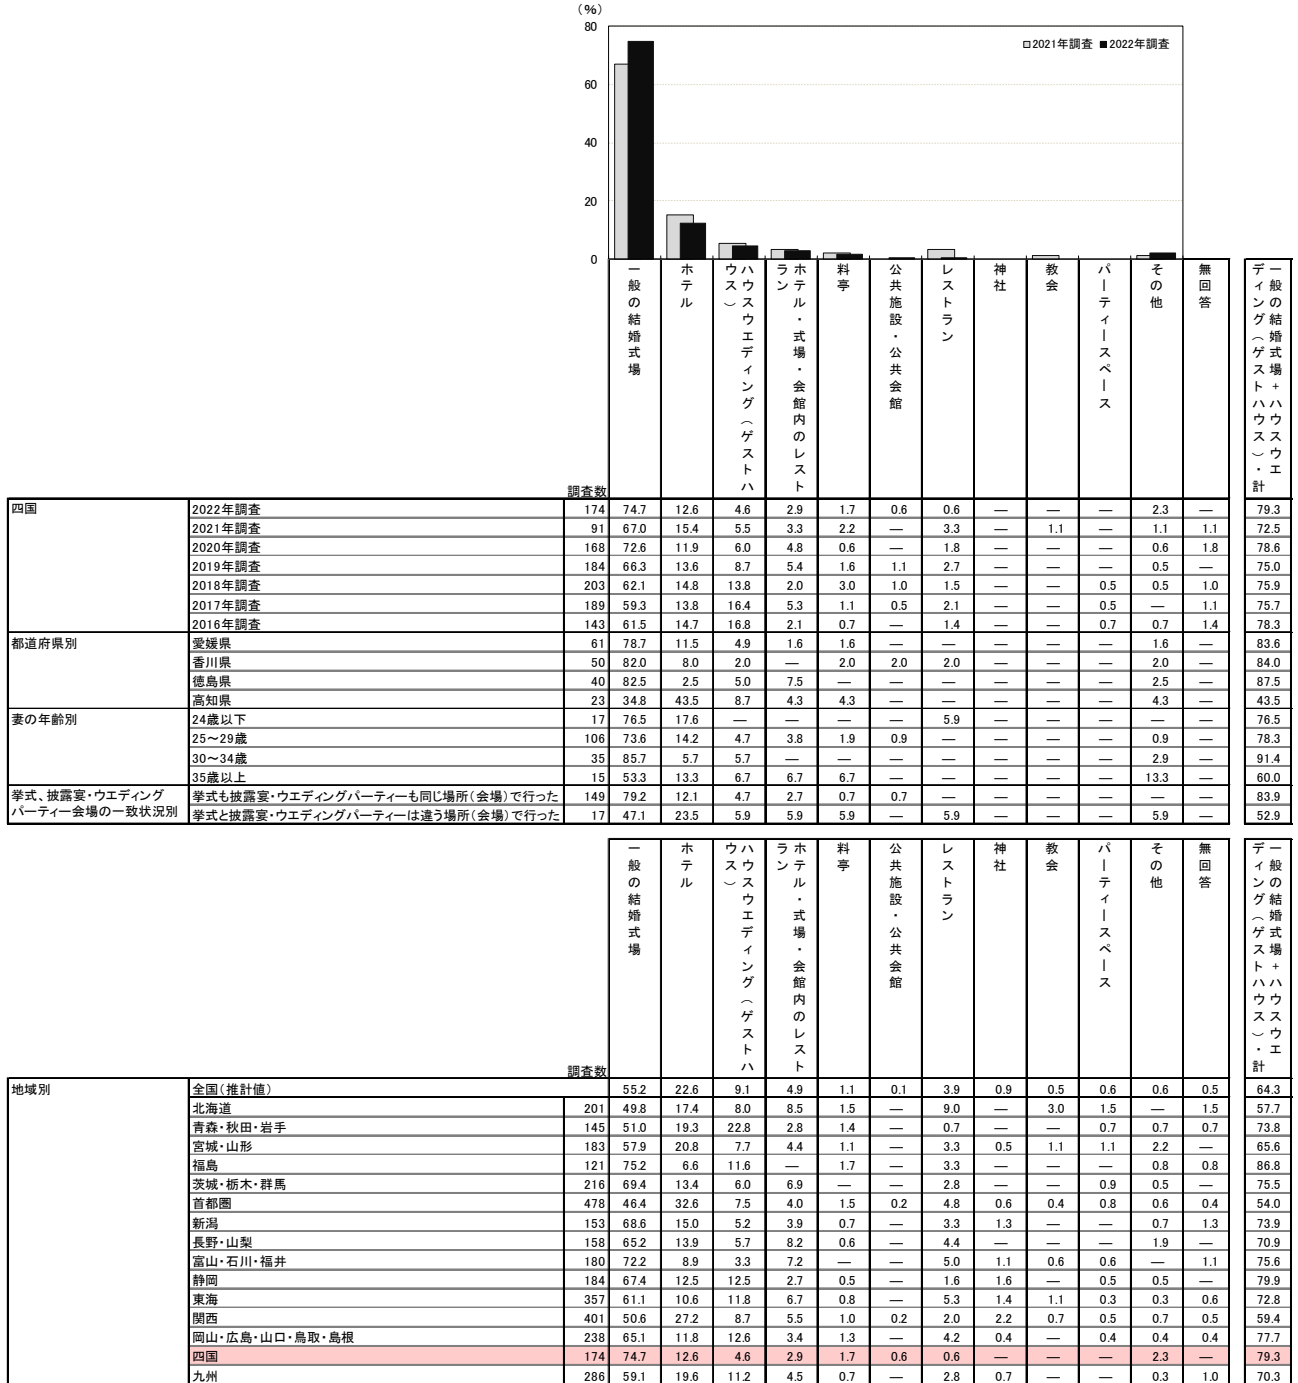 (%)
80
□2021年調査 ■2022年調査
60
40
20
0
一般の結婚式場
ホテル
ハウスウエディング（ゲストハウス）
ホテル・式場・会館内のレストラン
料亭
公共施設・公共会館
レストラン
神社
教会
パーティースペース
その他
無回答
一般の結婚式場+ハウスウエディング（ゲストハウス）・計
調査数
四国 2022年調査 174 74.7 12.6 4.6 2.9 1.7 0.6 0.6 — — — 2.3 — 79.3
2021年調査 91 67.0 15.4 5.5 3.3 2.2 — 3.3 — 1.1 — 1.1 1.1 72.5
2020年調査 168 72.6 11.9 6.0 4.8 0.6 — 1.8 — — — 0.6 1.8 78.6
2019年調査 184 66.3 13.6 8.7 5.4 1.6 1.1 2.7 — — — 0.5 — 75.0
2018年調査 203 62.1 14.8 13.8 2.0 3.0 1.0 1.5 — — 0.5 0.5 1.0 75.9
2017年調査 189 59.3 13.8 16.4 5.3 1.1 0.5 2.1 — — 0.5 — 1.1 75.7
2016年調査 143 61.5 14.7 16.8 2.1 0.7 — 1.4 — — 0.7 0.7 1.4 78.3
都道府県別 愛媛県 61 78.7 11.5 4.9 1.6 1.6 — — — — — 1.6 — 83.6
香川県 50 82.0 8.0 2.0 — 2.0 2.0 2.0 — — — 2.0 — 84.0
徳島県 40 82.5 2.5 5.0 7.5 — — — — — — 2.5 — 87.5
高知県 23 34.8 43.5 8.7 4.3 4.3 — — — — — 4.3 — 43.5
妻の年齢別 24歳以下 17 76.5 17.6 — — — — 5.9 — — — — — 76.5
25～29歳 106 73.6 14.2 4.7 3.8 1.9 0.9 — — — — 0.9 — 78.3
30～34歳 35 85.7 5.7 5.7 — — — — — — — 2.9 — 91.4
35歳以上 15 53.3 13.3 6.7 6.7 6.7 — — — — — 13.3 — 60.0
挙式、披露宴・ウエディング
パーティー会場の一致状況別
挙式も披露宴・ウエディングパーティーも同じ場所（会場）で行った 149 79.2 12.1 4.7 2.7 0.7 0.7 — — — — — — 83.9
挙式と披露宴・ウエディングパーティーは違う場所（会場）で行った 17 47.1 23.5 5.9 5.9 5.9 — 5.9 — — — 5.9 — 52.9
一般の結婚式場
ホテル
ハウスウエディング（ゲストハウス）
ホテル・式場・会館内のレストラン
料亭
公共施設・公共会館
レストラン
神社
教会
パーティースペース
その他
無回答
一般の結婚式場+ハウスウエディング（ゲストハウス）・計
調査数
地域別 全国（推計値） 55.2 22.6 9.1 4.9 1.1 0.1 3.9 0.9 0.5 0.6 0.6 0.5 64.3
北海道 201 49.8 17.4 8.0 8.5 1.5 — 9.0 — 3.0 1.5 — 1.5 57.7
青森・秋田・岩手 145 51.0 19.3 22.8 2.8 1.4 — 0.7 — — 0.7 0.7 0.7 73.8
宮城・山形 183 57.9 20.8 7.7 4.4 1.1 — 3.3 0.5 1.1 1.1 2.2 — 65.6
福島 121 75.2 6.6 11.6 — 1.7 — 3.3 — — — 0.8 0.8 86.8
茨城・栃木・群馬 216 69.4 13.4 6.0 6.9 — — 2.8 — — 0.9 0.5 — 75.5
首都圏 478 46.4 32.6 7.5 4.0 1.5 0.2 4.8 0.6 0.4 0.8 0.6 0.4 54.0
新潟 153 68.6 15.0 5.2 3.9 0.7 — 3.3 1.3 — — 0.7 1.3 73.9
長野・山梨 158 65.2 13.9 5.7 8.2 0.6 — 4.4 — — — 1.9 — 70.9
富山・石川・福井 180 72.2 8.9 3.3 7.2 — — 5.0 1.1 0.6 0.6 — 1.1 75.6
静岡 184 67.4 12.5 12.5 2.7 0.5 — 1.6 1.6 — 0.5 0.5 — 79.9
東海 357 61.1 10.6 11.8 6.7 0.8 — 5.3 1.4 1.1 0.3 0.3 0.6 72.8
関西 401 50.6 27.2 8.7 5.5 1.0 0.2 2.0 2.2 0.7 0.5 0.7 0.5 59.4
岡山・広島・山口・鳥取・島根 238 65.1 11.8 12.6 3.4 1.3 — 4.2 0.4 — 0.4 0.4 0.4 77.7
四国 174 74.7 12.6 4.6 2.9 1.7 0.6 0.6 — — — 2.3 — 79.3
九州 286 59.1 19.6 11.2 4.5 0.7 — 2.8 0.7 — — 0.3 1.0 70.3